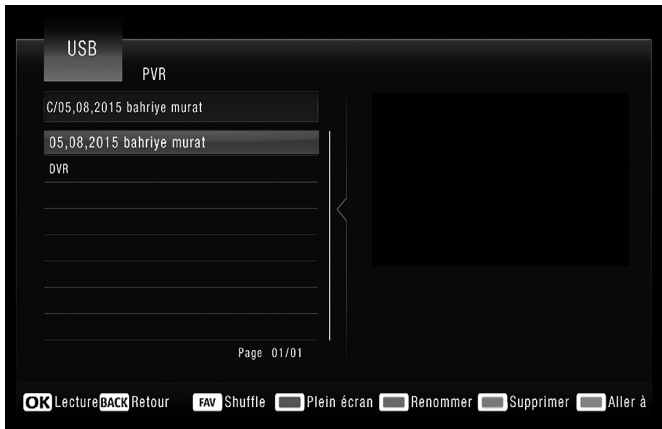 USB
PVR
C/05,08,2015 bahriye murat
05,08,2015 bahriye murat
DVR
Page 01/01
OK Lecture BACK Retour FAV Shuffle Plein écran Renommer Supprimer Aller à